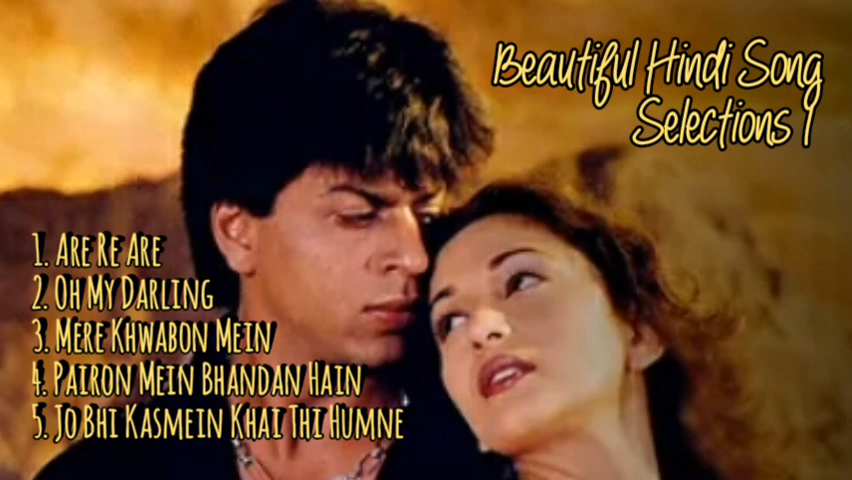 Beautiful Hindi Song
Selections 1
1. Are Re Are
2. Oh My Darling
3. Mere Khwabon Mein
4. Pairon Mein Bhandan Hain
5. Jo Bhi Kasmein Khai Thi Humne